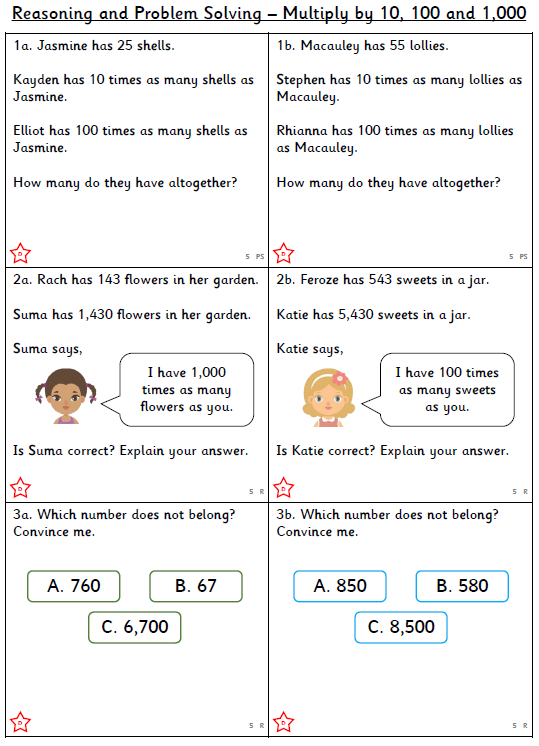 Reasoning and Problem Solving – Multiply by 10, 100 and 1,000
1a. Jasmine has 25 shells.
Kayden has 10 times as many shells as
Jasmine.
Elliot has 100 times as many shells as
Jasmine.
How many do they have altogether?
D
S PS
1b. Macauley has 55 lollies.
Stephen has 10 times as many lollies as
Macauley.
Rhianna has 100 times as many lollies
as Macauley.
How many do they have altogether?
D
S PS
2a. Rach has 143 flowers in her garden.
Suma has 1,430 flowers in her garden.
Suma says,
I have 1,000
times as many
flowers as you.
Is Suma correct? Explain your answer.
D
S R
2b. Feroze has 543 sweets in a jar.
Katie has 5,430 sweets in a jar.
Katie says,
I have 100 times
as many sweets
as you.
Is Katie correct? Explain your answer.
D
S R
3a. Which number does not belong?
Convince me.
A. 760
B. 67
C. 6,700
D
S R
3b. Which number does not belong?
Convince me.
A. 850
B. 580
C. 8,500
D
S R